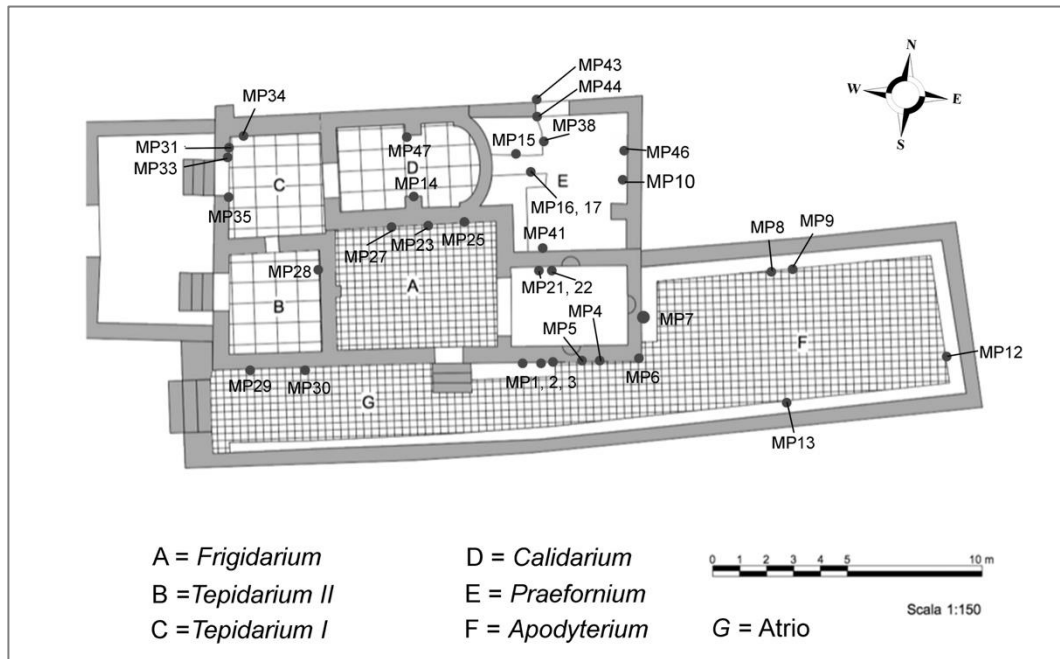 N
W
E
S
MP43
MP44
MP34
MP38
MP31
MP15
MP46
MP33
MP47
D
C
E
MP10
MP14
MP35
MP16, 17
MP25
MP23
MP27
MP41
MP8
MP9
MP28
A
MP21, 22
MP4
B
MP5
MP7
F
MP6
MP12
MP29
MP30
MP1, 2, 3
G
MP13
A = Frigidarium
B = Tepidarium II
C = Tepidarium I
D = Calidarium
E = Praefornium
F = Apodyterium
G = Atrio
0 1 2 3 4 5 10 m
Scala 1:150